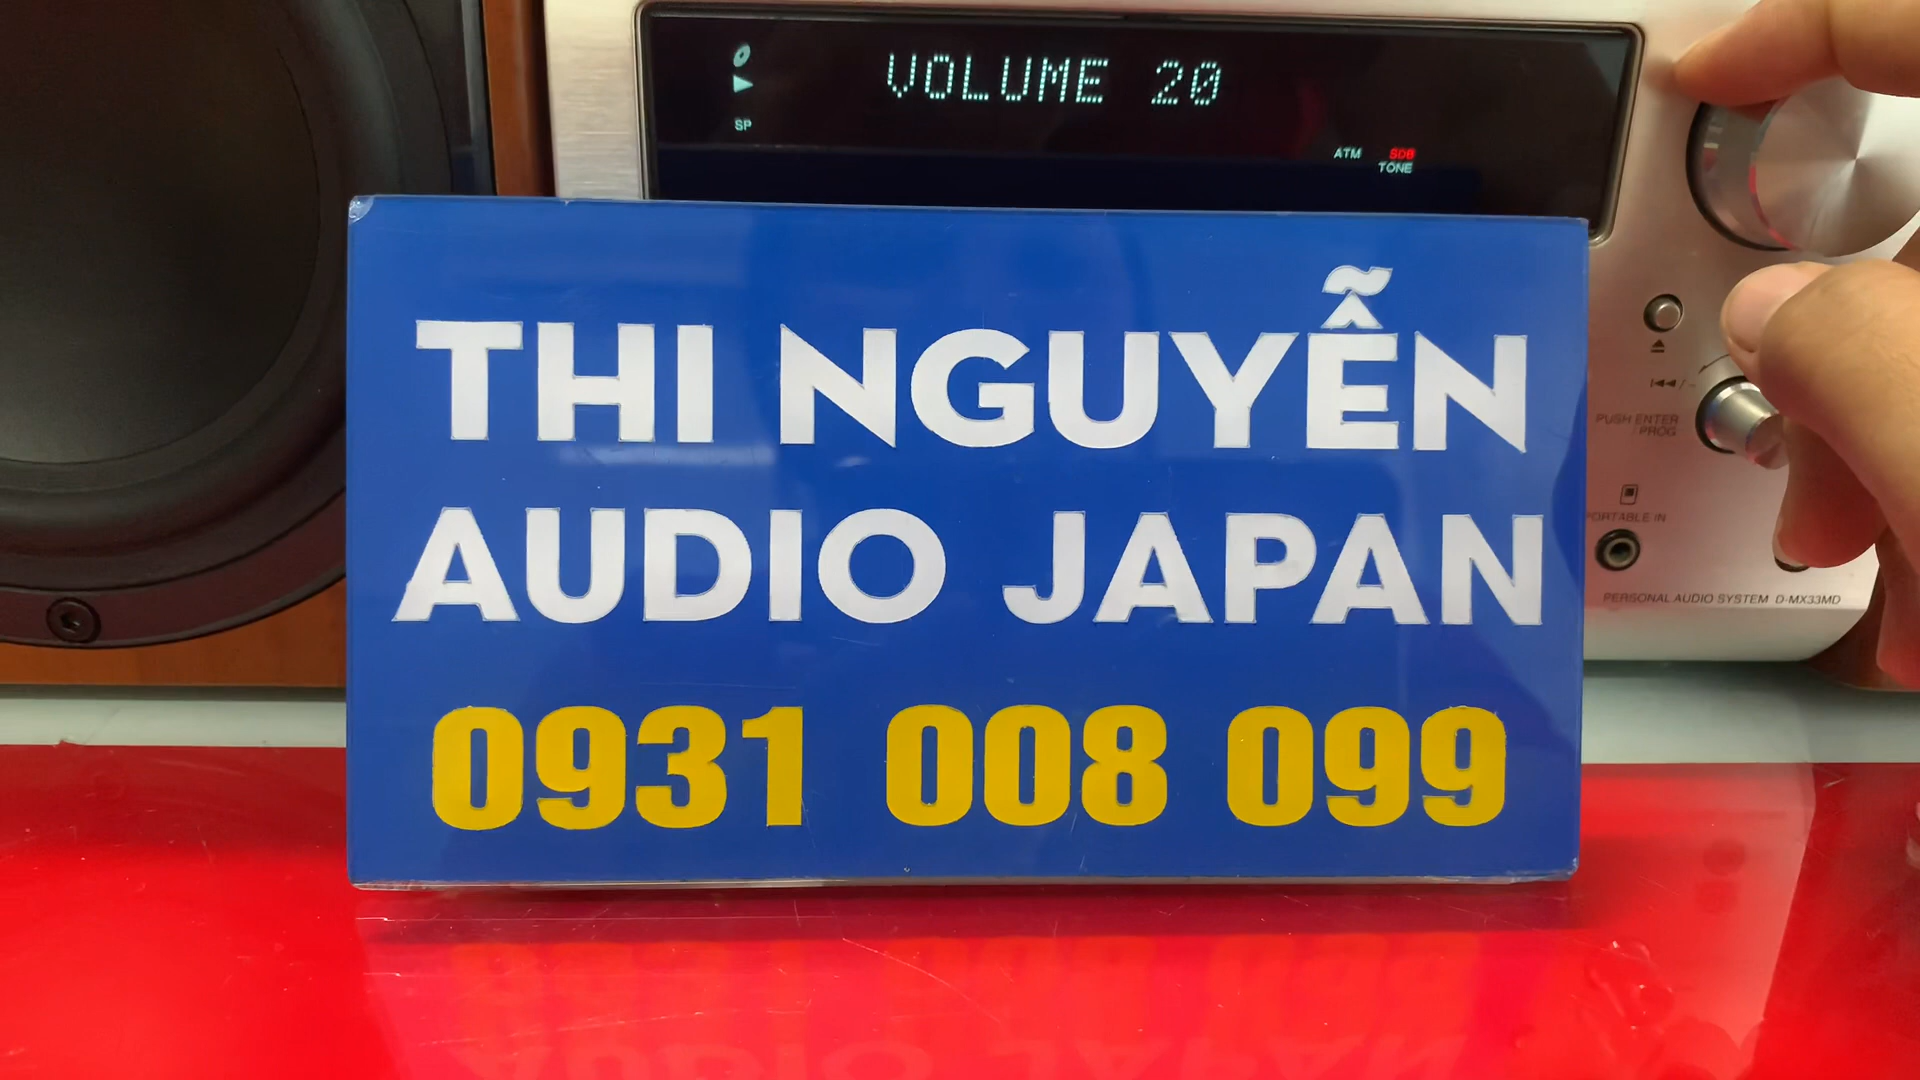 VOLUME 20
SP
ATM SDB
TONE
THI NGUYỄN
AUDIO JAPAN
0931 008 099
PUSH ENTER
/ PROG
PORTABLE IN
PERSONAL AUDIO SYSTEM D-MX33MD